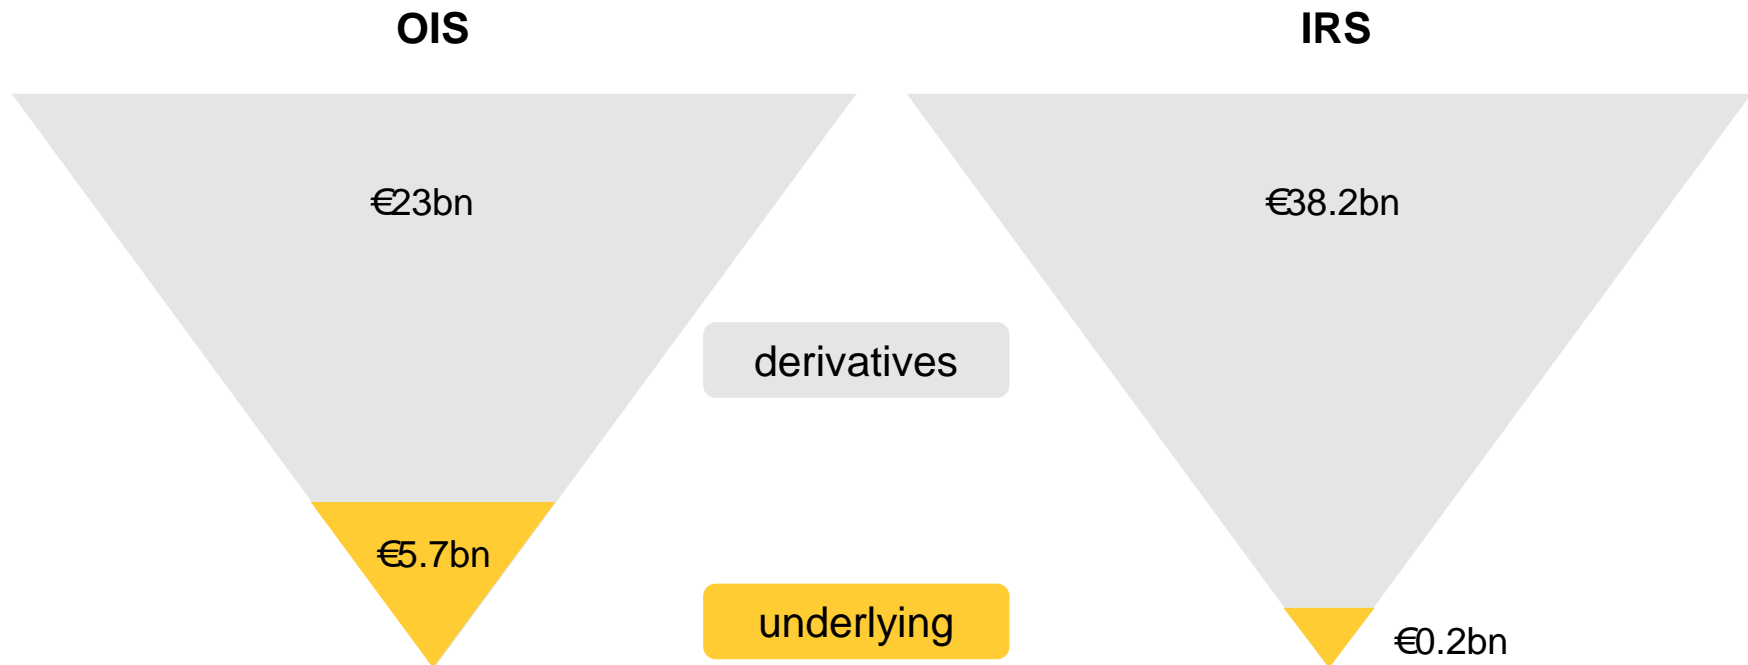 OIS
IRS
€23bn
€38.2bn
derivatives
€5.7bn
underlying
€0.2bn